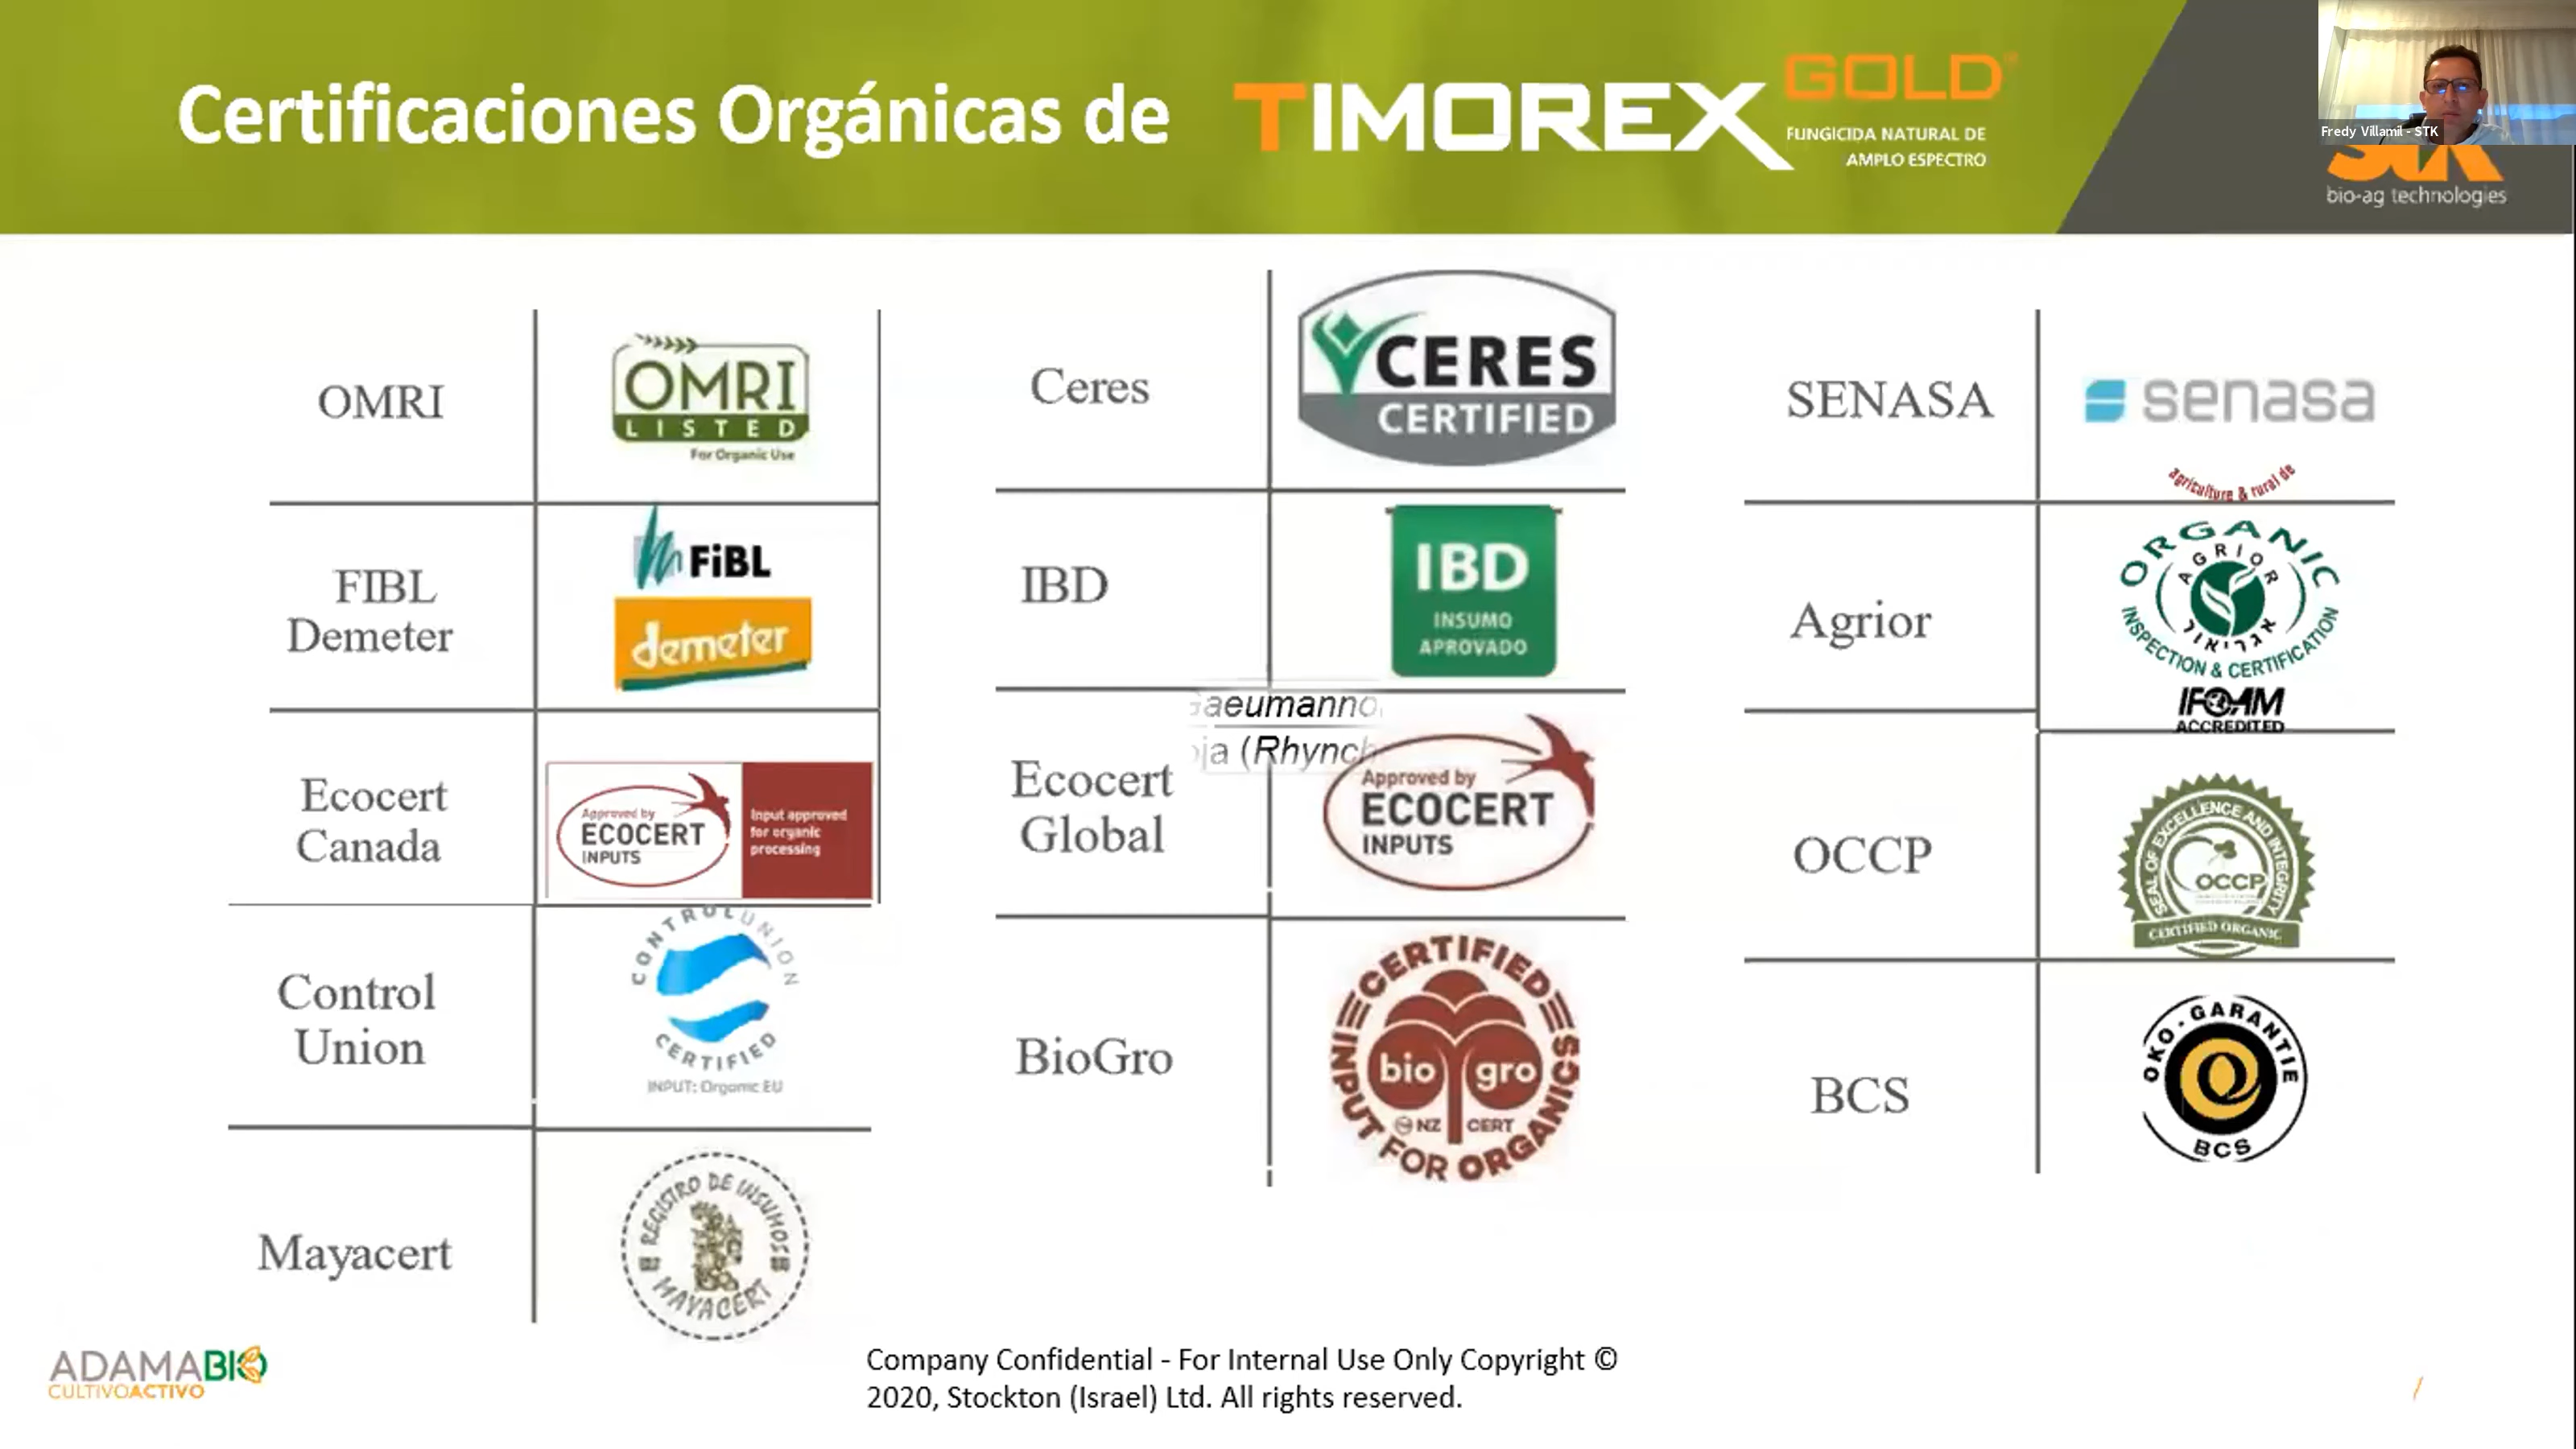 Certificaciones Orgánicas de
TIMOREX GOLD
FUNGICIDA NATURAL DE
AMPLO ESPECTRO
Fredy Villamil - STK
bio-ag technologies
OMRI
OMRI
LISTED
For Organic Use
FIBL
Demeter
FiBL
demeter
Ecocert
Canada
Approved by
ECOCERT
INPUTS
Input approved
for organic
processing
Control
Union
CONTROL UNION
CERTIFIED
INPUT: Organic EU
Mayacert
REGISTRO DE INSUMOS
MAYACERT
Ceres
CERES
CERTIFIED
IBD
IBD
INSUMO
APROVADO
aeumanno
ja (Rhynch
Ecocert
Global
Approved by
ECOCERT
INPUTS
BioGro
CERTIFIED
bio gro
NZ CERT
INPUT FOR ORGANICS
SENASA
senasa
agriculture & rural de
Agrior
ORGANIC
AGRIOR
אגריאור
INSPECTION & CERTIFICATION
IFOAM
ACCREDITED
OCCP
SEAL OF EXCELLENCE AND INTEGRITY
OCCP
CERTIFIED ORGANIC
BCS
ÖKO-GARANTIE
BCS
ADAMABIO
CULTIVOACTIVO
Company Confidential - For Internal Use Only Copyright ©
2020, Stockton (Israel) Ltd. All rights reserved.